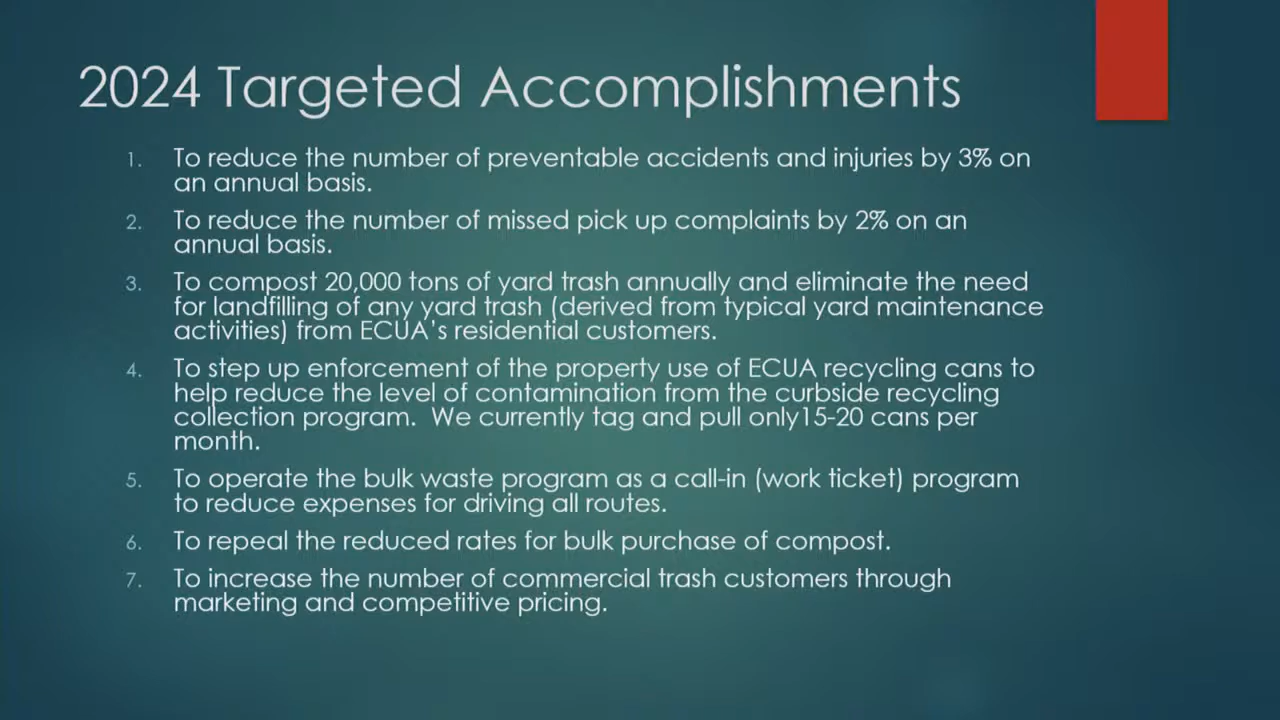 2024 Targeted Accomplishments
1. To reduce the number of preventable accidents and injuries by 3% on
an annual basis.
2. To reduce the number of missed pick up complaints by 2% on an
annual basis.
3. To compost 20,000 tons of yard trash annually and eliminate the need
for landfilling of any yard trash (derived from typical yard maintenance
activities) from ECUA's residential customers.
4. To step up enforcement of the property use of ECUA recycling cans to
help reduce the level of contamination from the curbside recycling
collection program.  We currently tag and pull only15-20 cans per
month.
5. To operate the bulk waste program as a call-in (work ticket) program
to reduce expenses for driving all routes.
6. To repeal the reduced rates for bulk purchase of compost.
7. To increase the number of commercial trash customers through
marketing and competitive pricing.